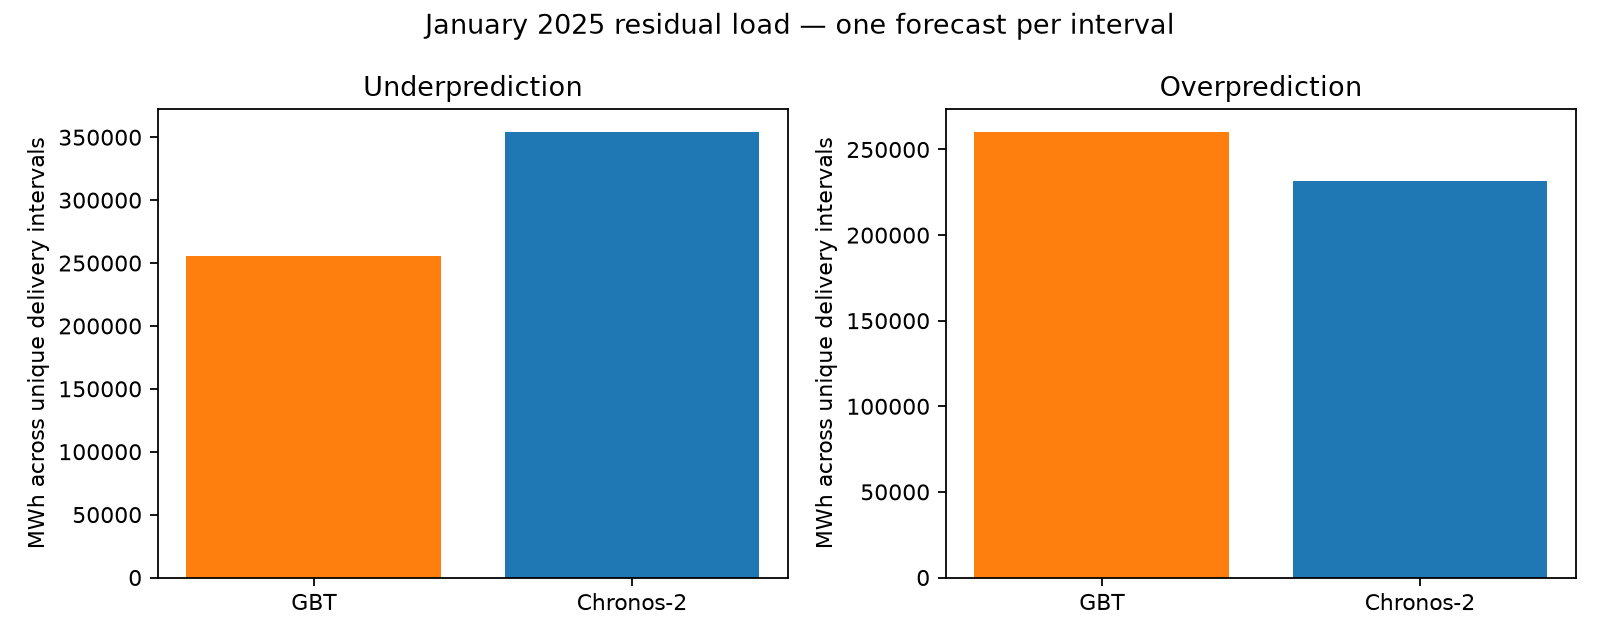 January 2025 residual load — one forecast per interval
Underprediction
MWh across unique delivery intervals
350000
300000
250000
200000
150000
100000
50000
0
GBT
Chronos-2
Overprediction
MWh across unique delivery intervals
250000
200000
150000
100000
50000
0
GBT
Chronos-2